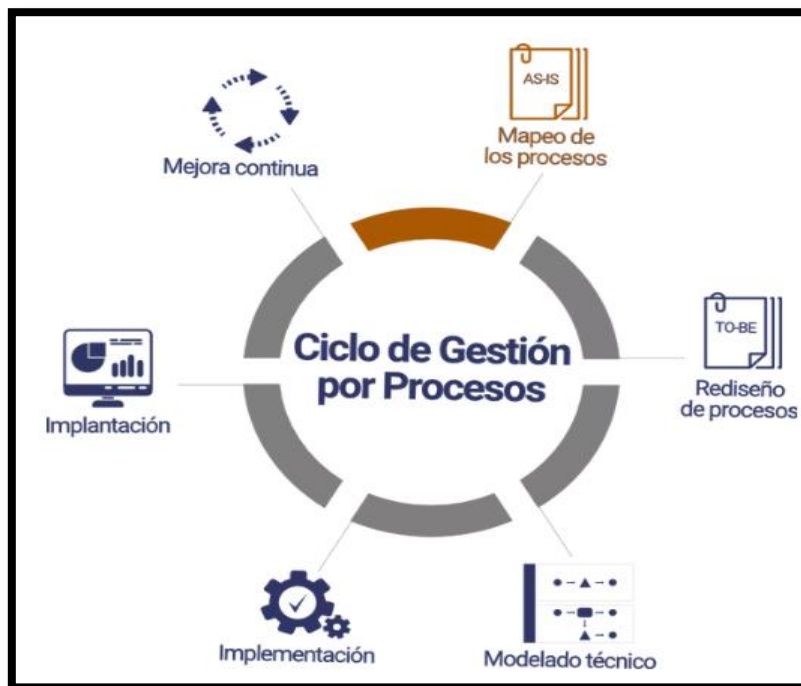 AS-IS
Mapeo de
los procesos
Mejora continua
Ciclo de Gestión
por Procesos
TO-BE
Rediseño
de procesos
Implantación
Implementación
Modelado técnico